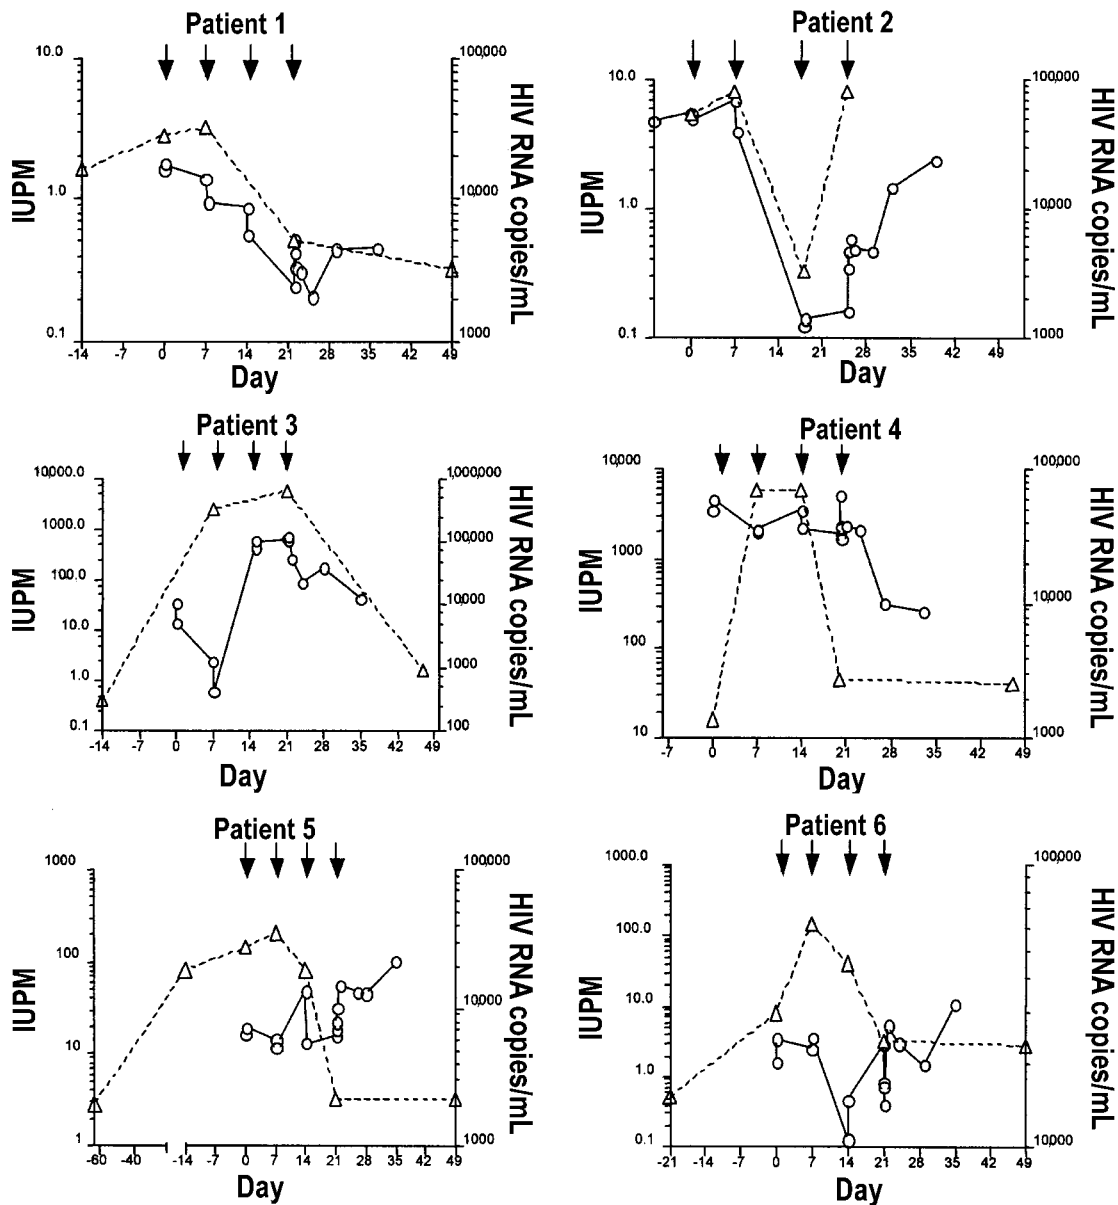 Patient 1
10.0
1.0
0.1
IUPM
100,000
10,000
1000
HIV RNA copies/mL
-14 -7 0 7 14 21 28 35 42 49
Day
Patient 2
10.0
1.0
0.1
IUPM
100,000
10,000
1000
HIV RNA copies/mL
0 7 14 21 28 35 42 49
Day
Patient 3
10,000.0
1000.0
100.0
10.0
1.0
0.1
IUPM
1,000,000
100,000
10,000
1000
100
HIV RNA copies/mL
-14 -7 0 7 14 21 28 35 42 49
Day
Patient 4
10,000
1000
100
10
IUPM
100,000
10,000
1000
HIV RNA copies/mL
-7 0 7 14 21 28 35 42 49
Day
Patient 5
1000
100
10
1
IUPM
100,000
10,000
1000
HIV RNA copies/mL
-60 -40 -14 0 7 14 21 28 35 42 49
Day
Patient 6
1000.0
100.0
10.0
1.0
0.1
IUPM
100,000
10,000
HIV RNA copies/mL
-21 -14 -7 0 7 14 21 28 35 42 49
Day